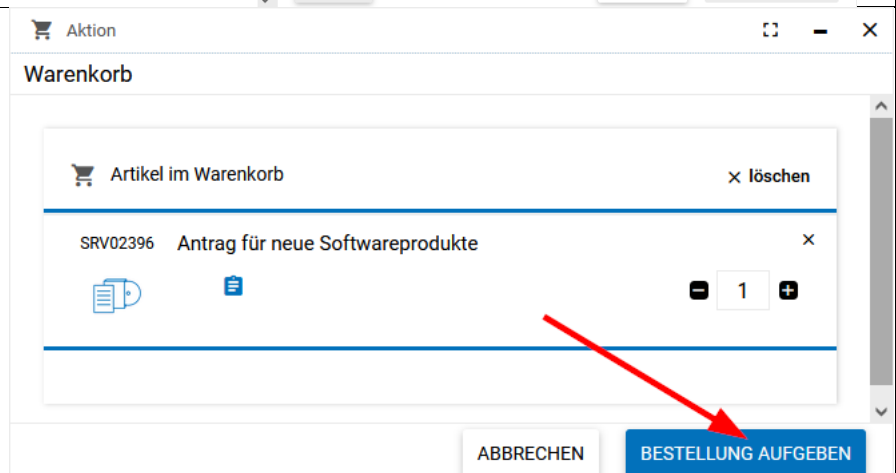 Aktion
Warenkorb
Artikel im Warenkorb
löschen
SRV02396 Antrag für neue Softwareprodukte
1
ABBRECHEN BESTELLUNG AUFGEBEN